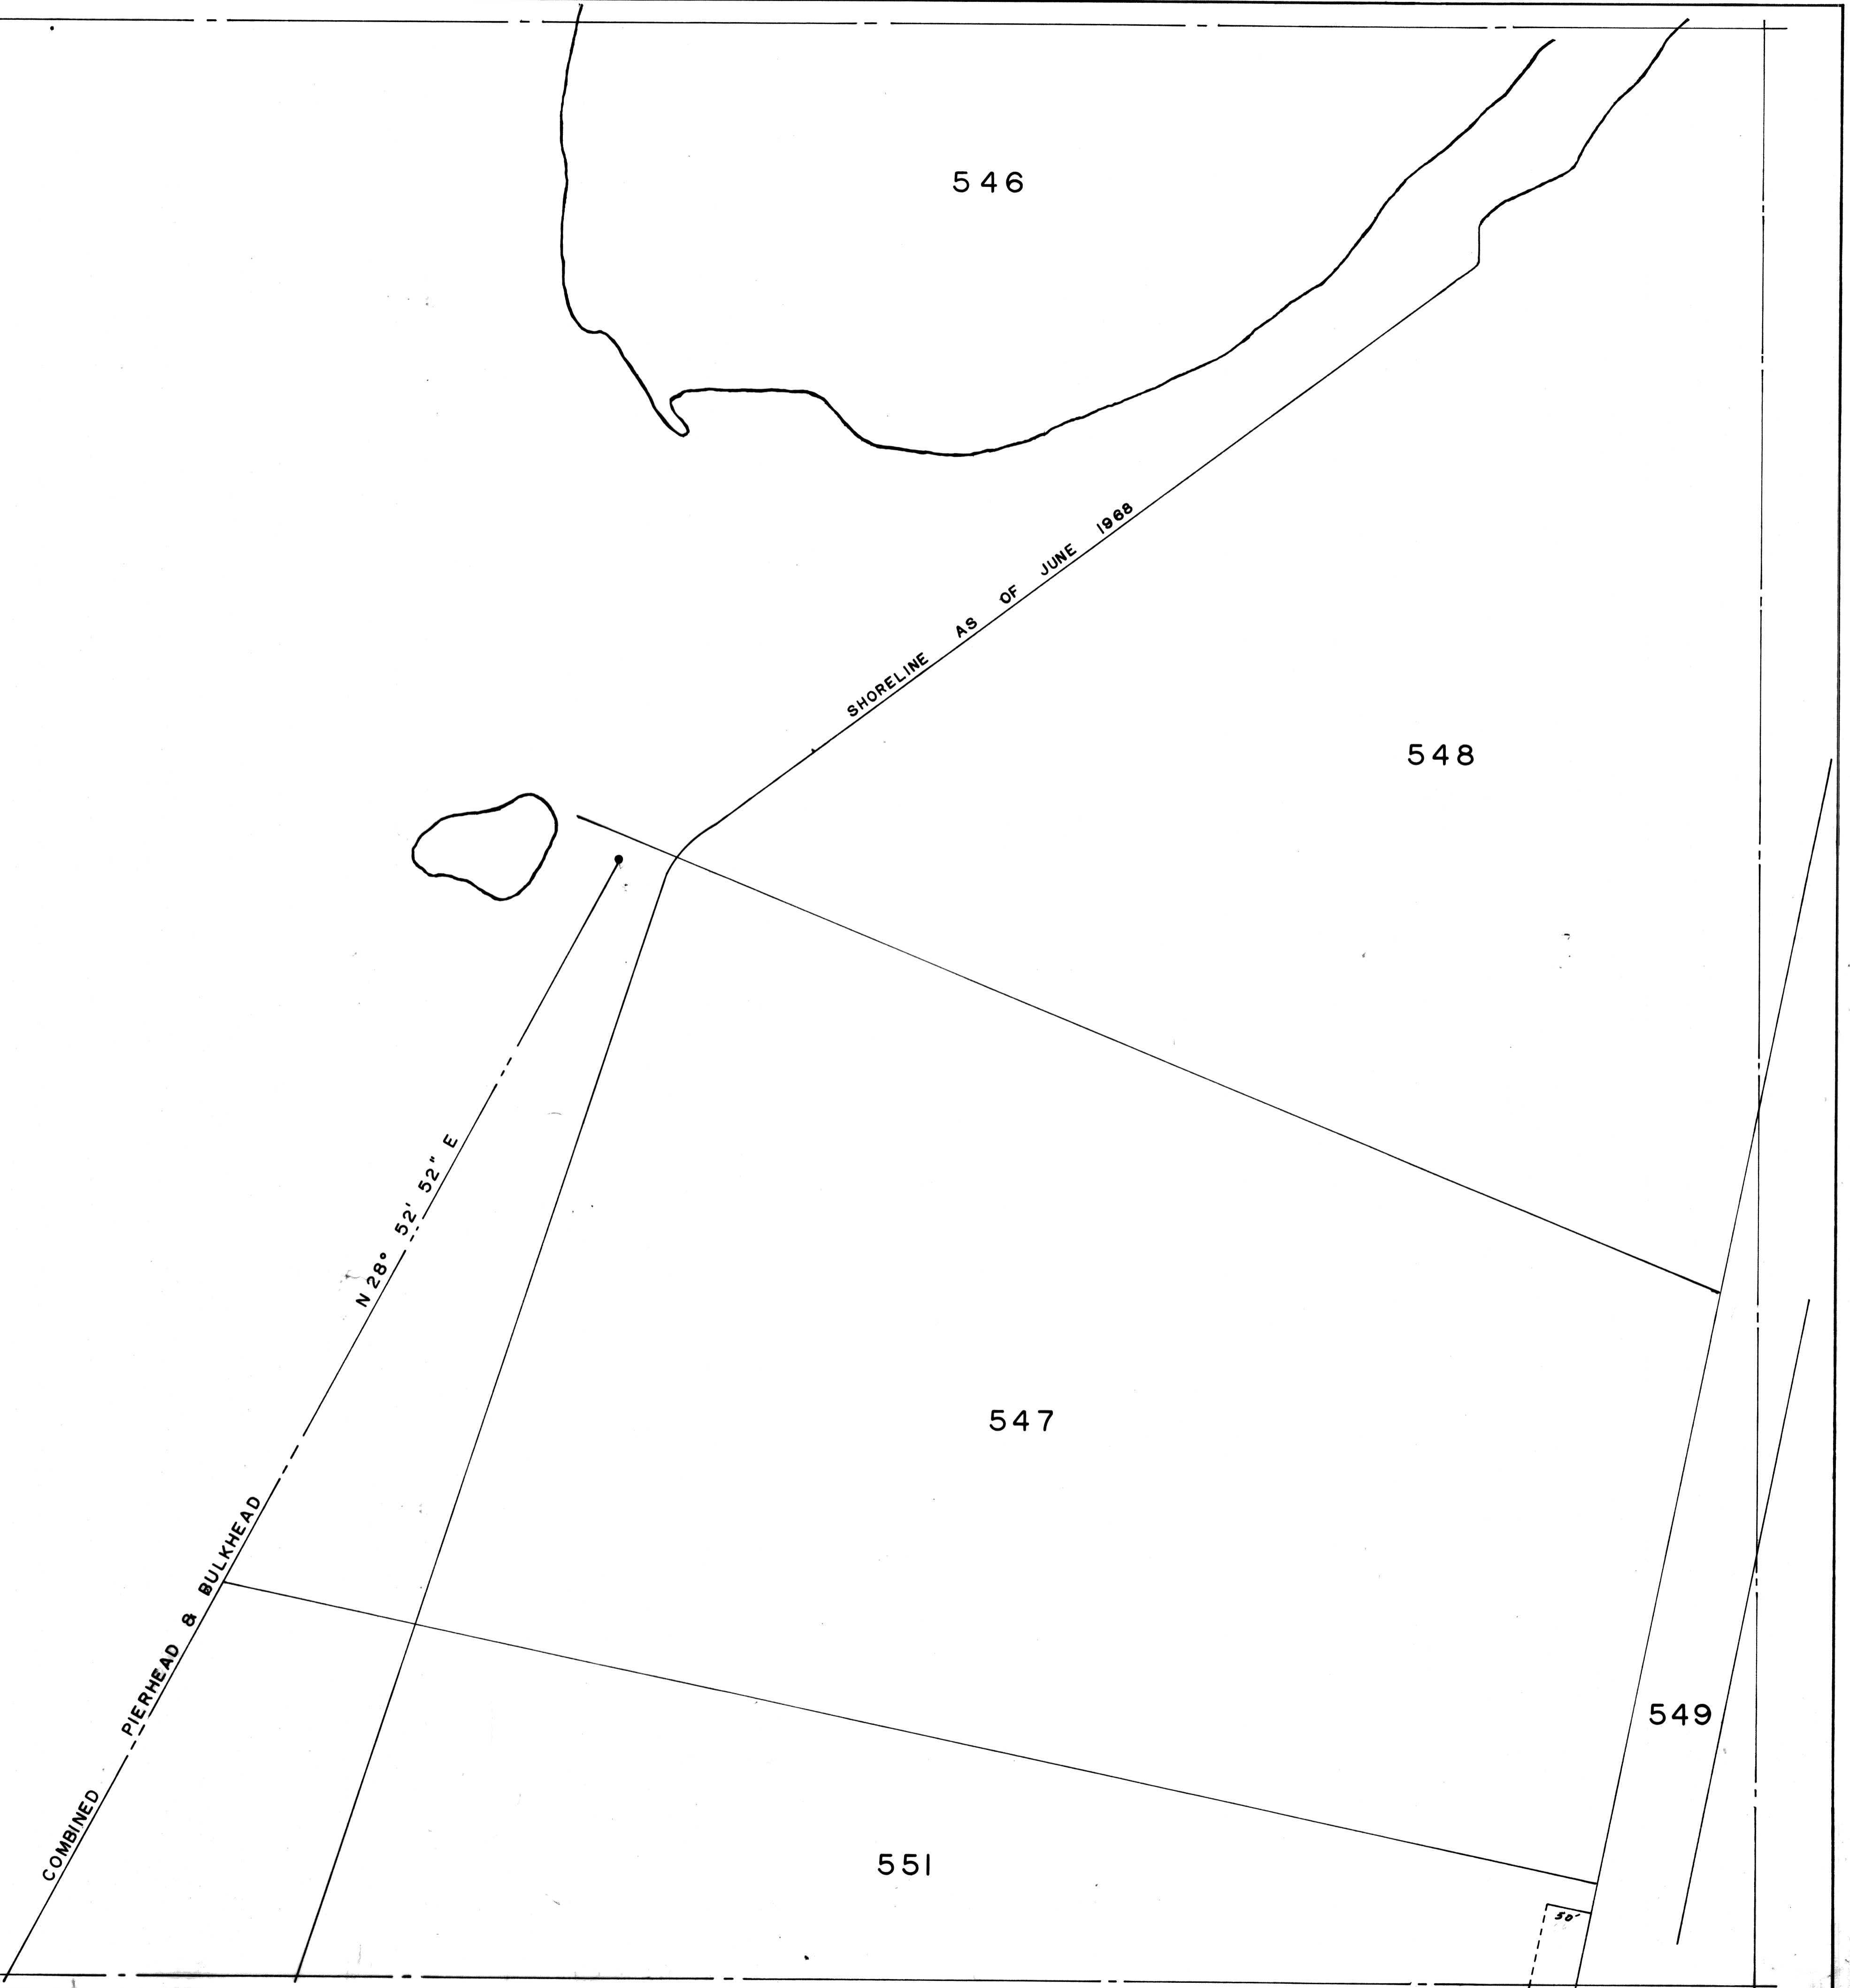 546
SHORELINE AS OF JUNE 1968
548
N 28° 52' 52" E
547
COMBINED PIERHEAD & BULKHEAD
549
551
50'